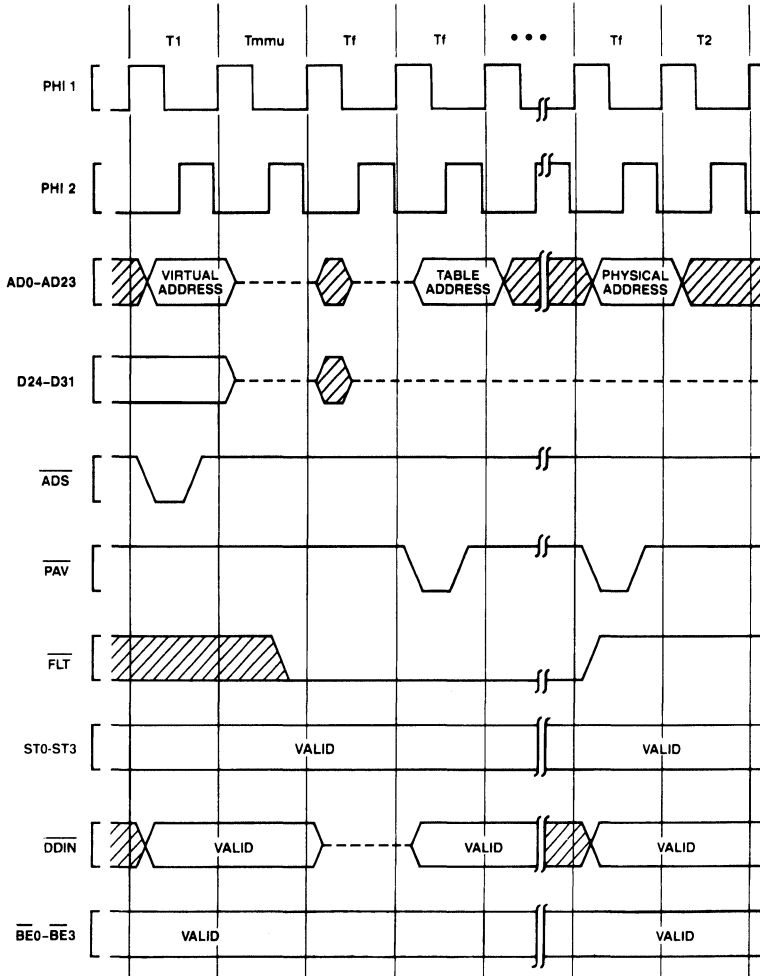 T1 Tmmu Tf Tf ••• Tf T2
PHI 1
PHI 2
AD0–AD23 VIRTUAL ADDRESS TABLE ADDRESS PHYSICAL ADDRESS
D24–D31
ADS
PAV
FLT
ST0-ST3 VALID VALID
DDIN VALID VALID VALID
BE0–BE3 VALID VALID